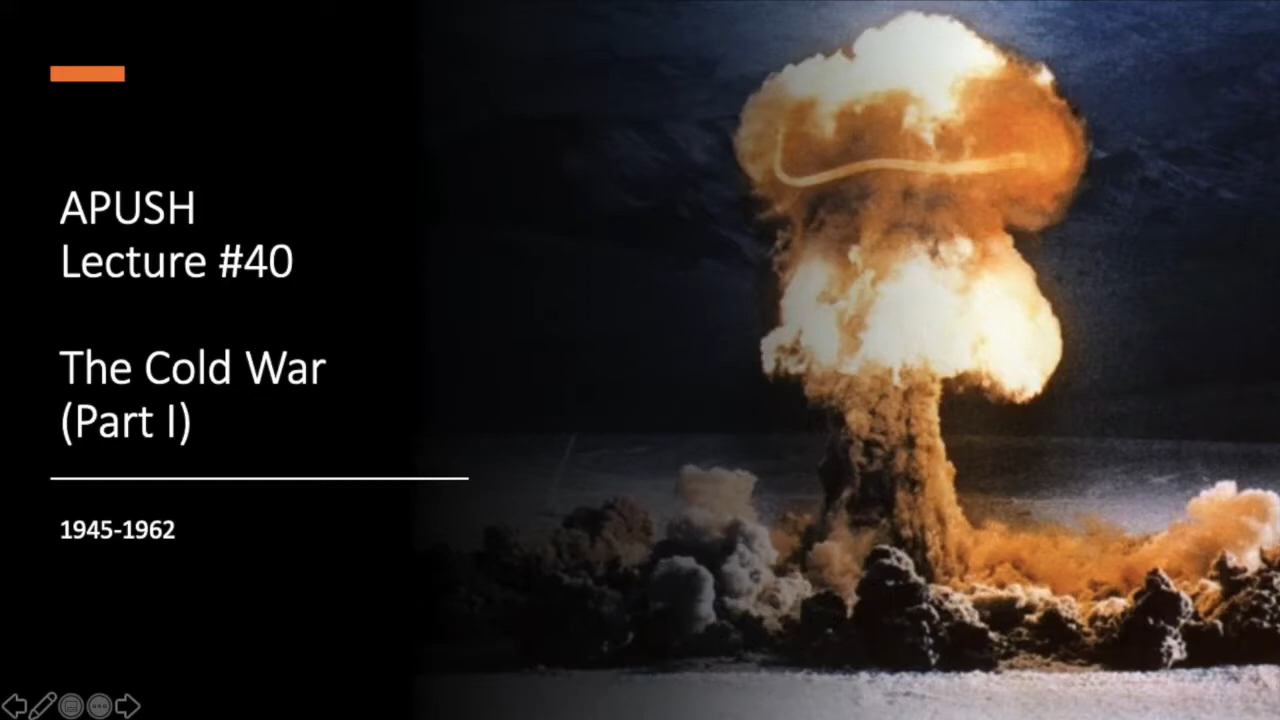 APUSH
Lecture #40
The Cold War
(Part I)
1945-1962